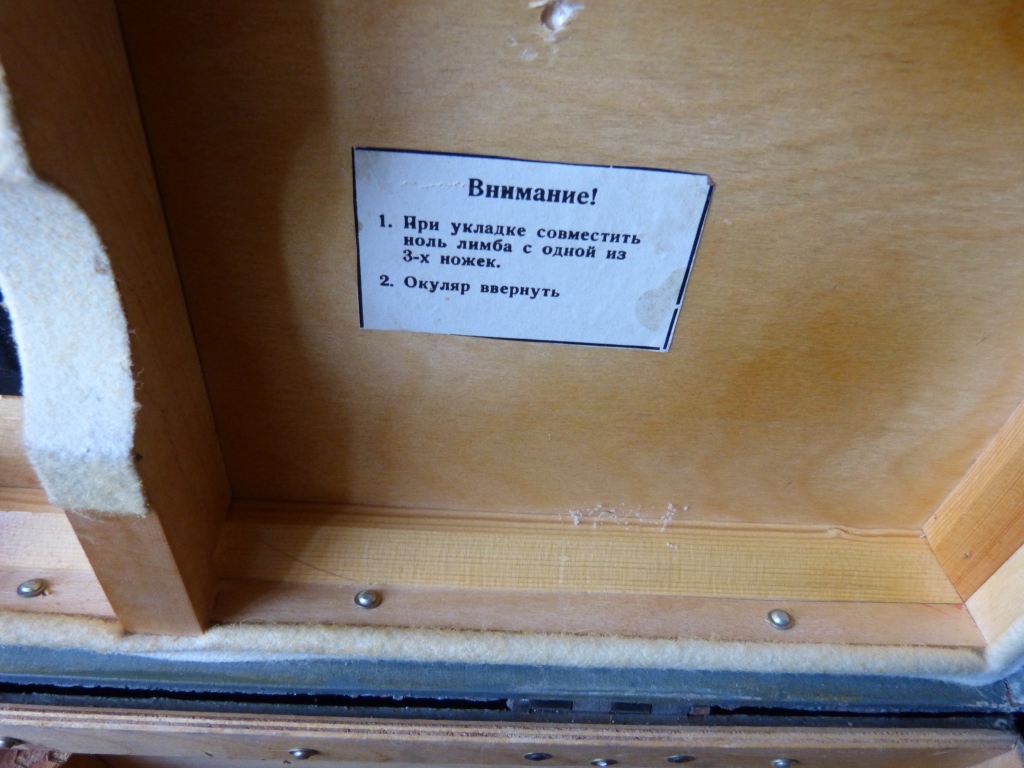 Внимание!
1. При укладке совместить
ноль лимба с одной из
3-х ножек.
2. Окуляр ввернуть